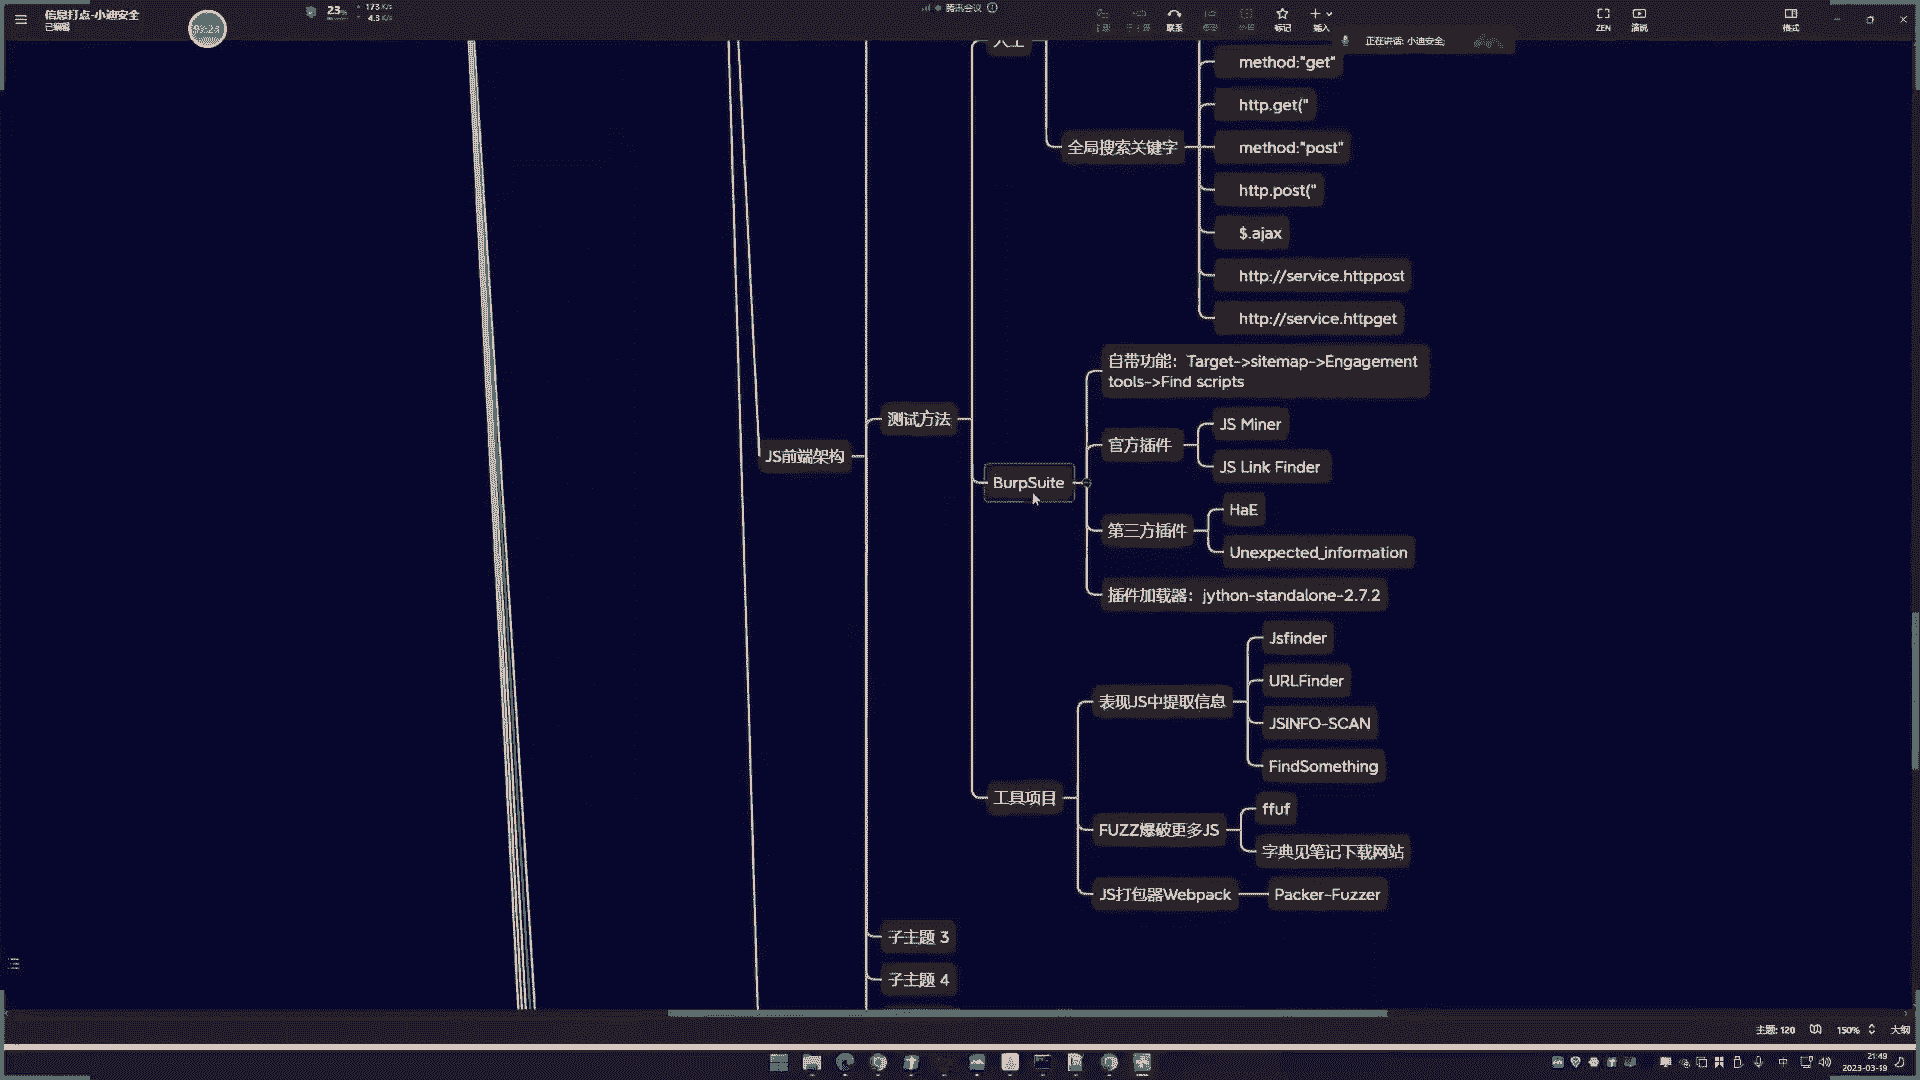 信息打点-小迪安全
已编辑
23%
173 K/s
4.3 K/s
腾讯会议
联系
标记
插入
ZEN
演说
格式
正在讲话: 小迪安全;
人工
method:"get"
http.get("
全局搜索关键字
method:"post"
http.post("
$.ajax
http://service.httppost
http://service.httpget
自带功能：Target->sitemap->Engagement
tools->Find scripts
JS前端架构
测试方法
BurpSuite
官方插件
JS Miner
JS Link Finder
第三方插件
HaE
Unexpected_information
插件加载器：jython-standalone-2.7.2
工具项目
表现JS中提取信息
Jsfinder
URLFinder
JSINFO-SCAN
FindSomething
FUZZ爆破更多JS
ffuf
字典见笔记下载网站
JS打包器Webpack
Packer-Fuzzer
子主题 3
子主题 4
主题: 120
150%
大纲
中
21:49
2023-03-19